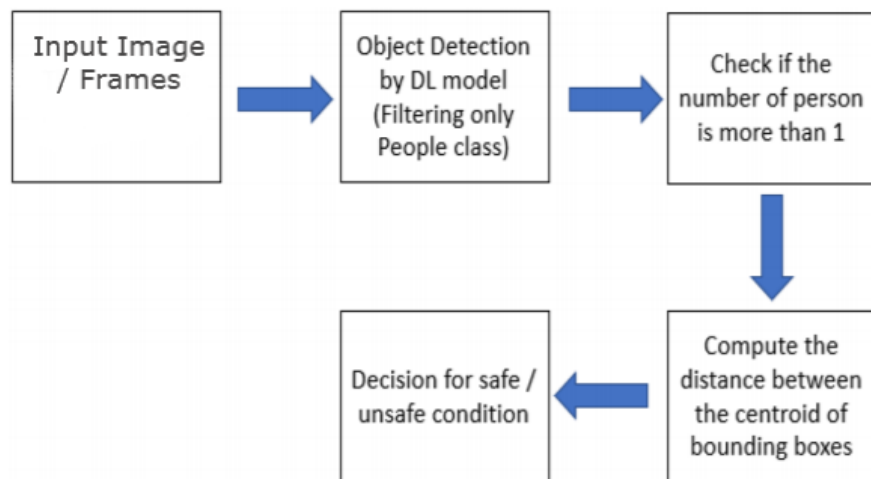 Input Image
/ Frames
Object Detection
by DL model
(Filtering only
People class)
Check if the
number of person
is more than 1
Compute the
distance between
the centroid of
bounding boxes
Decision for safe /
unsafe condition